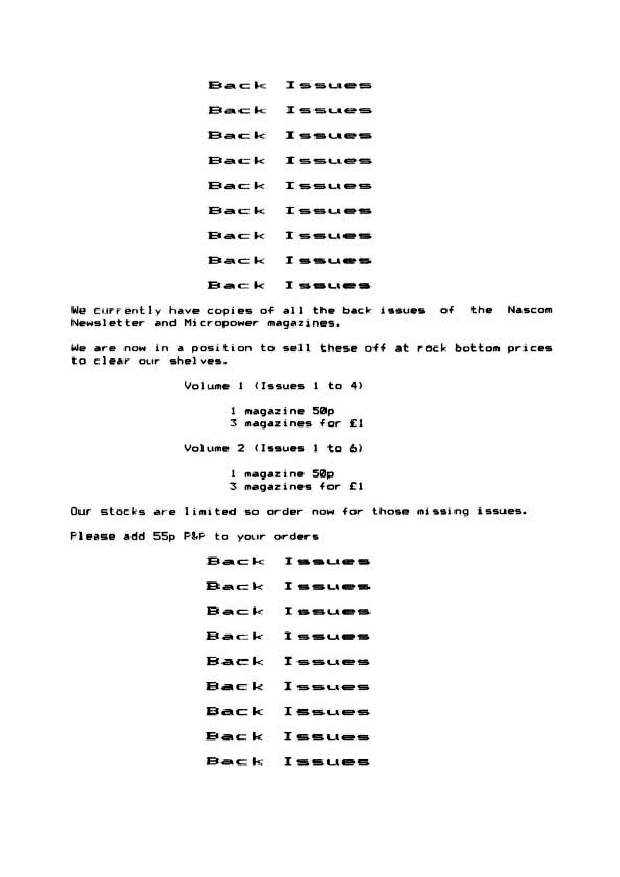 Back Issues
Back Issues
Back Issues
Back Issues
Back Issues
Back Issues
Back Issues
Back Issues
Back Issues
We currently have copies of all the back issues of the Nascom
Newsletter and Micropower magazines.
We are now in a position to sell these off at rock bottom prices
to clear our shelves.
Volume 1 (Issues 1 to 4)
1 magazine 50p
3 magazines for £1
Volume 2 (Issues 1 to 6)
1 magazine 50p
3 magazines for £1
Our stocks are limited so order now for those missing issues.
Please add 55p P&P to your orders
Back Issues
Back Issues
Back Issues
Back Issues
Back Issues
Back Issues
Back Issues
Back Issues
Back Issues